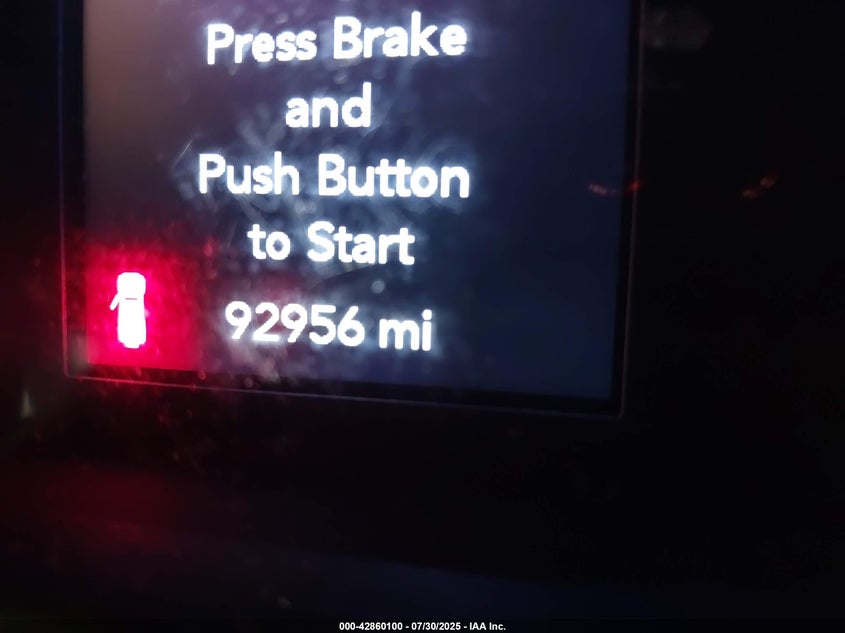 Press Brake
and
Push Button
to Start
92956 mi
000-42860100 - 07/30/2025 - IAA Inc.